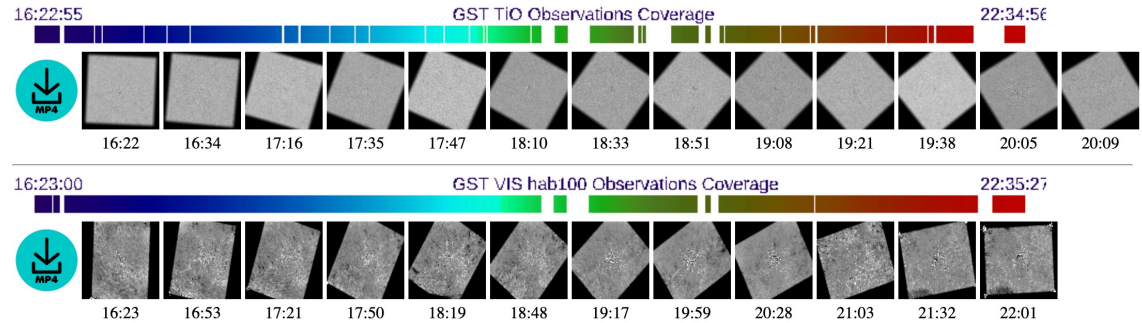 16:22:55 GST TiO Observations Coverage 22:34:56
MP4
16:22 16:34 17:16 17:35 17:47 18:10 18:33 18:51 19:08 19:21 19:38 20:05 20:09
16:23:00 GST VIS hab100 Observations Coverage 22:35:27
MP4
16:23 16:53 17:21 17:50 18:19 18:48 19:17 19:59 20:28 21:03 21:32 22:01